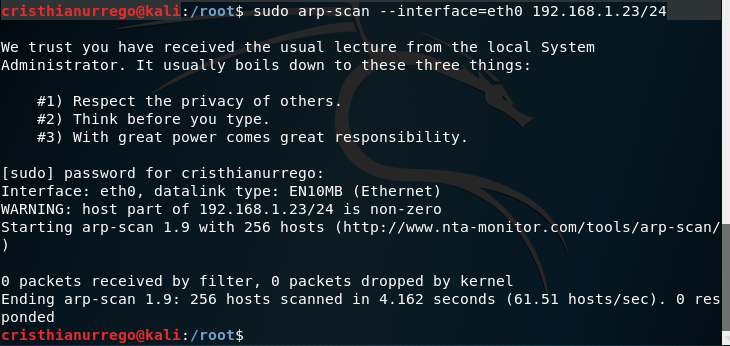 cristhianurrego@kali:/root$ sudo arp-scan --interface=eth0 192.168.1.23/24
We trust you have received the usual lecture from the local System
Administrator. It usually boils down to these three things:
#1) Respect the privacy of others.
#2) Think before you type.
#3) With great power comes great responsibility.
[sudo] password for cristhianurrego:
Interface: eth0, datalink type: EN10MB (Ethernet)
WARNING: host part of 192.168.1.23/24 is non-zero
Starting arp-scan 1.9 with 256 hosts (http://www.nta-monitor.com/tools/arp-scan/
)
0 packets received by filter, 0 packets dropped by kernel
Ending arp-scan 1.9: 256 hosts scanned in 4.162 seconds (61.51 hosts/sec). 0 res
ponded
cristhianurrego@kali:/root$